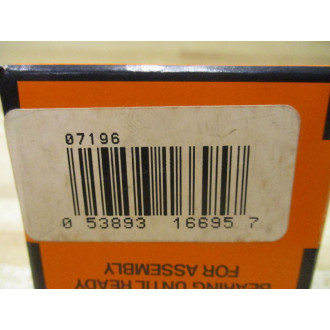 07196
0 53893 16695 7
BEARING UNTIL READY
FOR ASSEMBLY